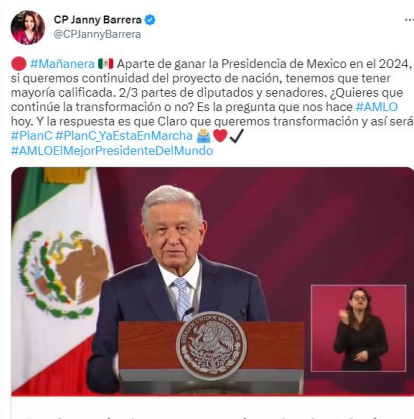 CP Janny Barrera
@CPJannyBarrera
#Mañanera Aparte de ganar la Presidencia de Mexico en el 2024,
si queremos continuidad del proyecto de nación, tenemos que tener
mayoría calificada. 2/3 partes de diputados y senadores. ¿Quieres que
continúe la transformación o no? Es la pregunta que nos hace #AMLO
hoy. Y la respuesta es que Claro que queremos transformación y así será
#PlanC #PlanC_YaEstaEnMarcha
#AMLOElMejorPresidenteDelMundo